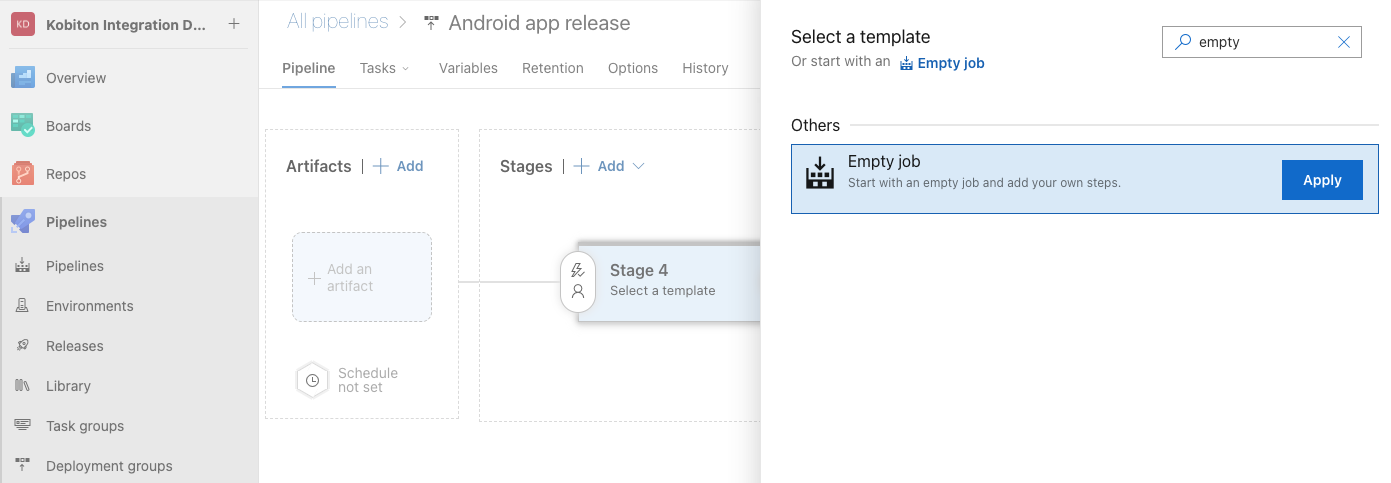 KD Kobiton Integration D... +
Overview
Boards
Repos
Pipelines
Pipelines
Environments
Releases
Library
Task groups
Deployment groups
All pipelines > Android app release
Pipeline Tasks Variables Retention Options History
Artifacts | + Add
Stages | + Add
+ Add an
artifact
Schedule
not set
Stage 4
Select a template
Select a template
Or start with an Empty job
empty
Others
Empty job
Start with an empty job and add your own steps.
Apply